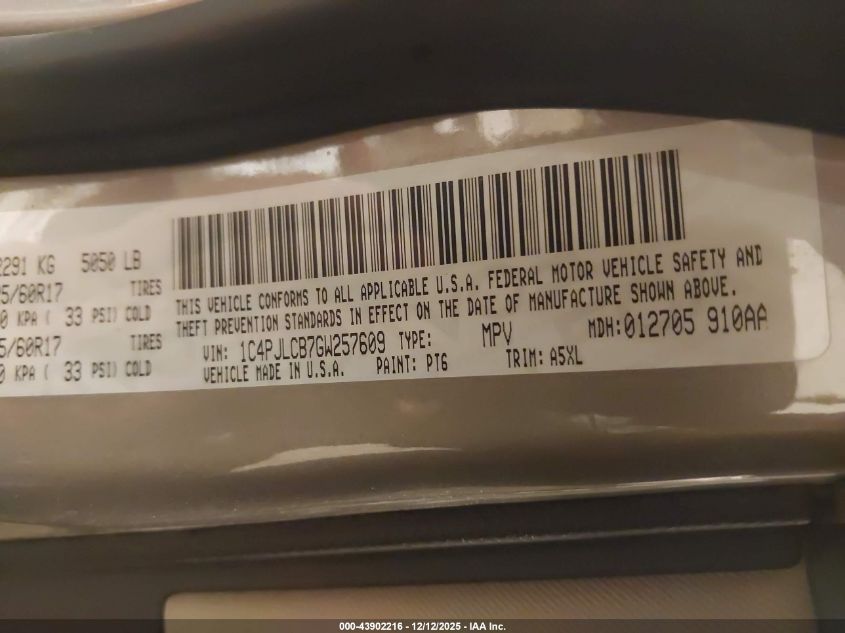 2291 KG 5050 LB
5/60R17 TIRES
0 KPA ( 33 PSI) COLD
5/60R17 TIRES
0 KPA ( 33 PSI) COLD
THIS VEHICLE CONFORMS TO ALL APPLICABLE U.S.A. FEDERAL MOTOR VEHICLE SAFETY AND
THEFT PREVENTION STANDARDS IN EFFECT ON THE DATE OF MANUFACTURE SHOWN ABOVE.
VIN: 1C4PJLCB7GW257609 TYPE: MPV MDH:012705 910AA
VEHICLE MADE IN U.S.A. PAINT: PT6 TRIM: A5XL
000-43902216 - 12/12/2025 - IAA Inc.